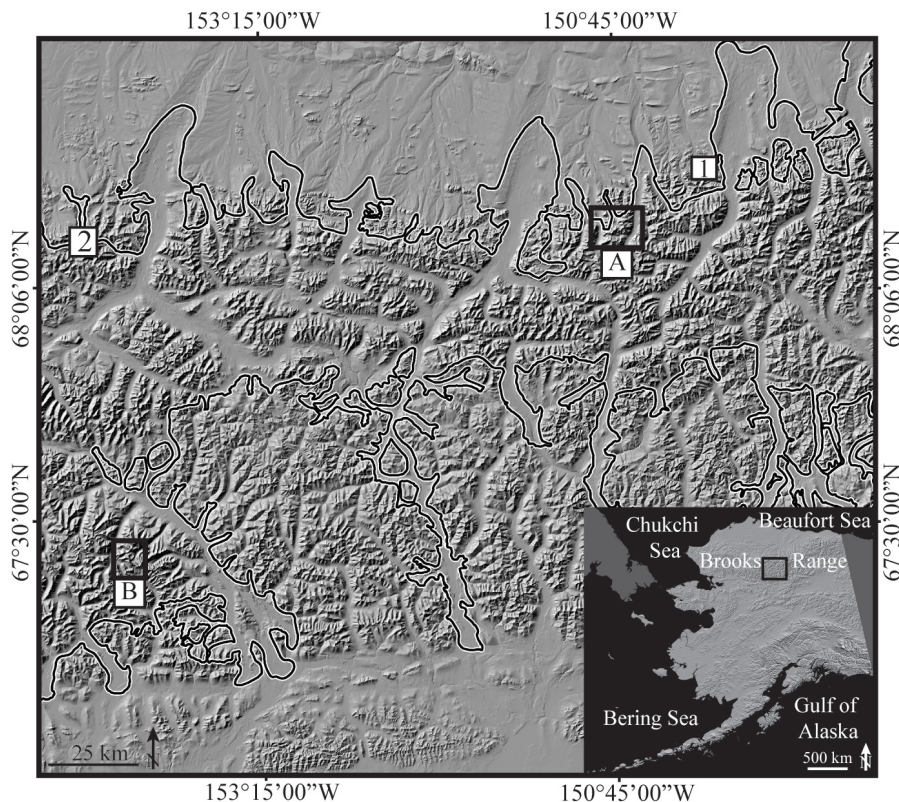 153°15’00”W 150°45’00”W
1
2
A
68°06’00”N 68°06’00”N
67°30’00”N 67°30’00”N
B
Chukchi Sea
Beaufort Sea
Brooks Range
Bering Sea
Gulf of Alaska
500 km N
25 km N
153°15’00”W 150°45’00”W